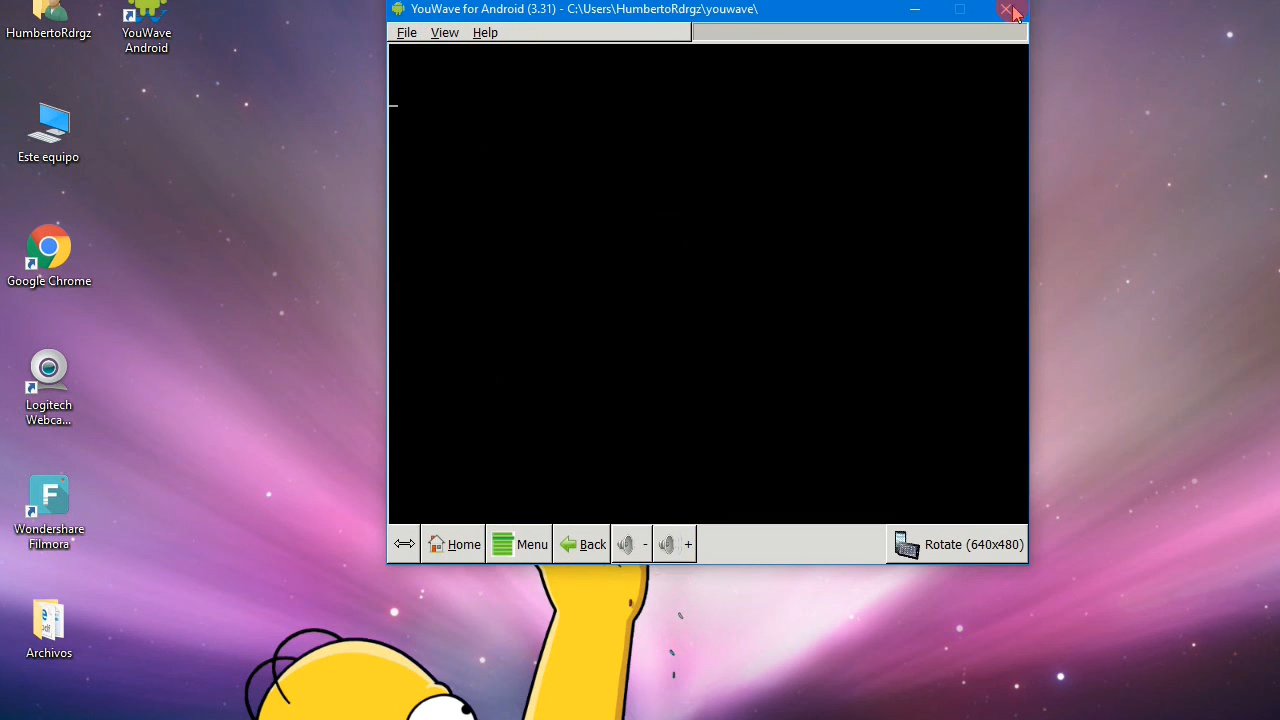 HumbertoRdrgz
YouWave
Android
Este equipo
Google Chrome
Logitech
Webca...
Wondershare
Filmora
F
pdf
Archivos
YouWave for Android (3.31) - C:\Users\HumbertoRdrgz\youwave\
File View Help
Home Menu Back - + Rotate (640x480)